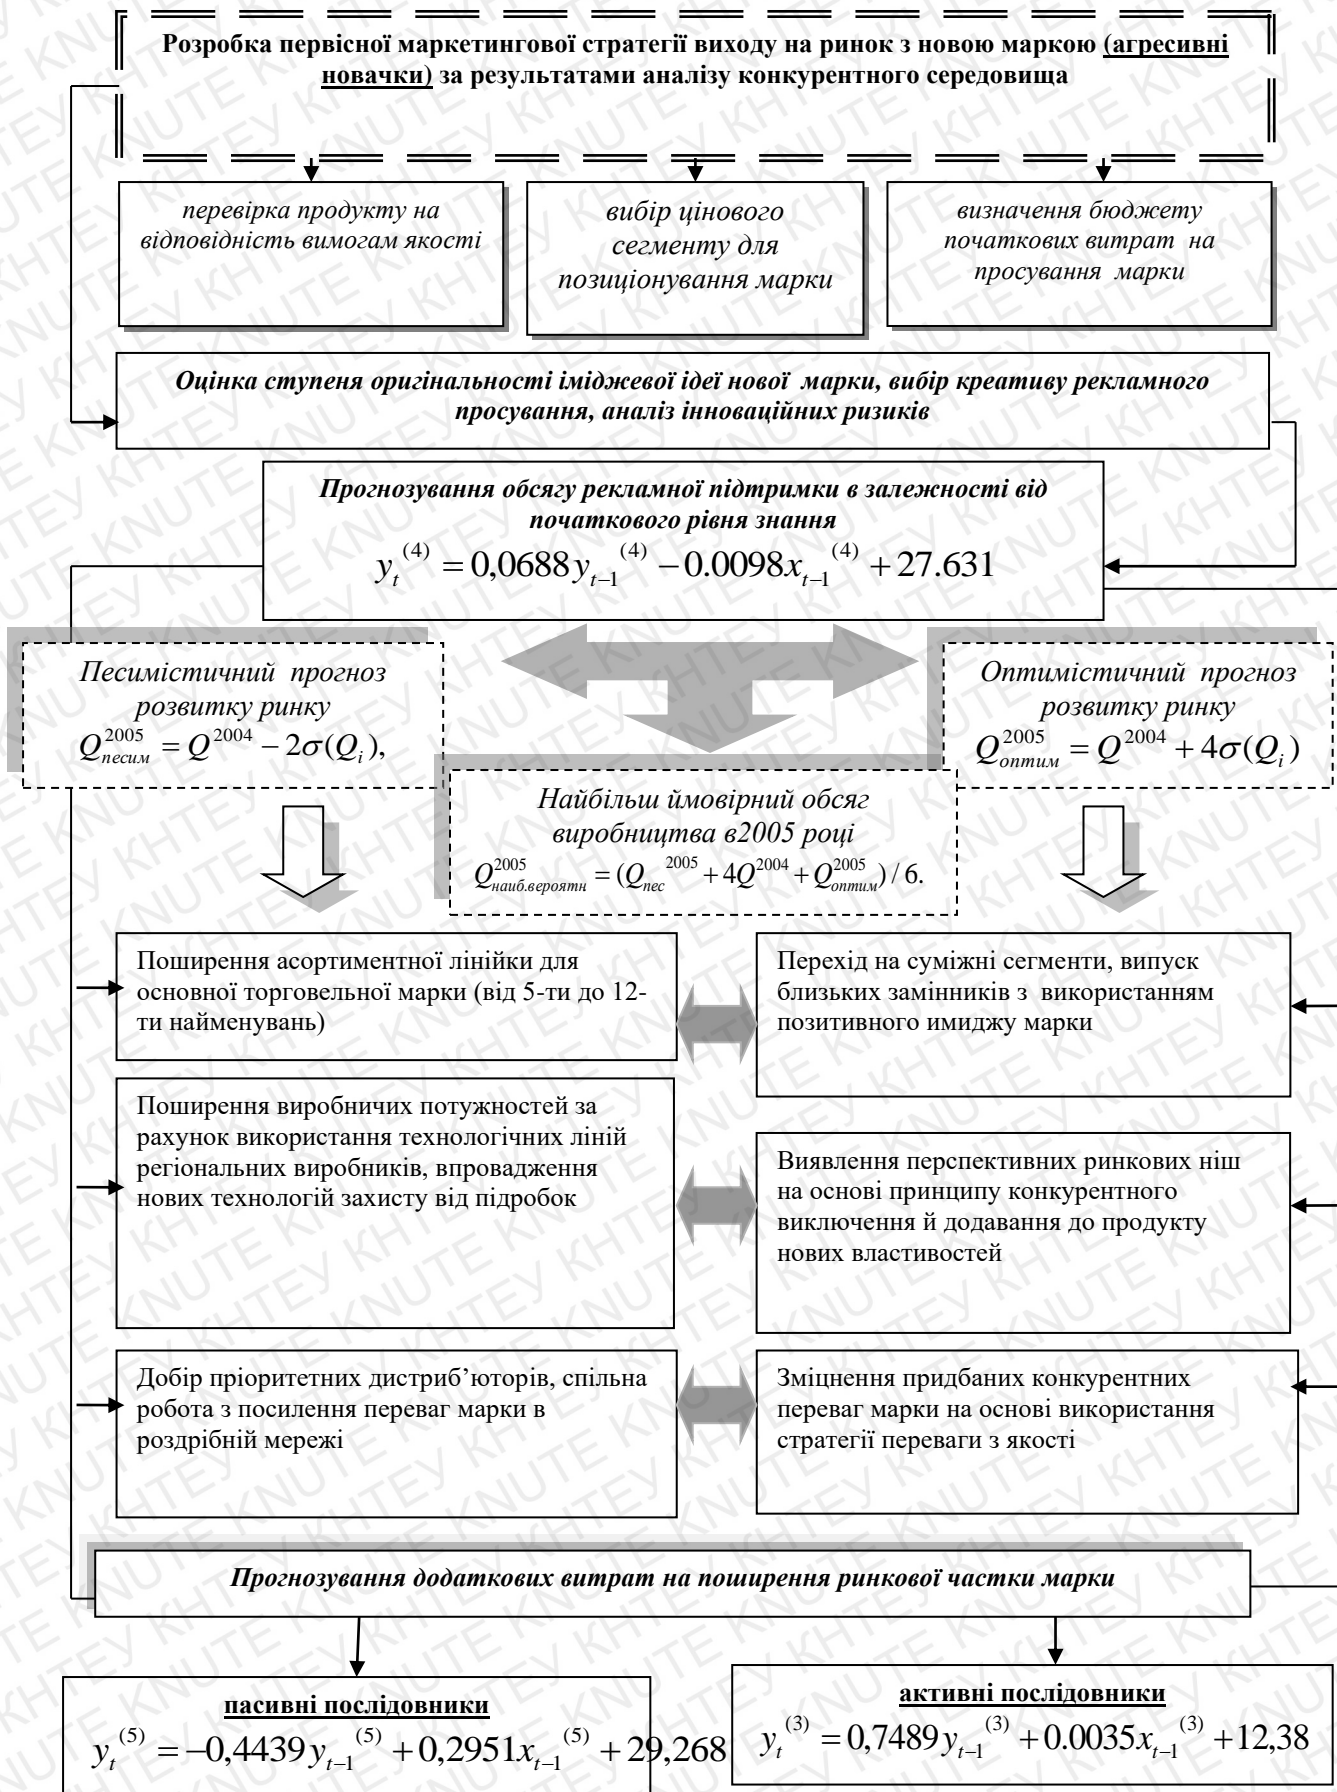 Розробка первісної маркетингової стратегії виходу на ринок з новою маркою (агресивні
новачки) за результатами аналізу конкурентного середовища
перевірка продукту на
відповідність вимогам якості
вибір цінового
сегменту для
позиціонування марки
визначення бюджету
початкових витрат на
просування марки
Оцінка ступеня оригінальності іміджевої ідеї нової марки, вибір креативу рекламного
просування, аналіз інноваційних ризиків
Прогнозування обсягу рекламної підтримки в залежності від
початкового рівня знання
y_t^(4) = 0,0688y_{t−1}^(4) − 0.0098x_{t−1}^(4) + 27.631
Песимістичний прогноз
розвитку ринку
Q_песим^2005 = Q^2004 − 2σ(Q_i),
Оптимістичний прогноз
розвитку ринку
Q_оптим^2005 = Q^2004 + 4σ(Q_i)
Найбільш ймовірний обсяг
виробництва в2005 році
Q_наиб.вероятн^2005 = (Q_пес^2005 + 4Q^2004 + Q_оптим^2005) / 6.
Поширення асортиментної лінійки для
основної торговельної марки (від 5-ти до 12-
ти найменувань)
Перехід на суміжні сегменти, випуск
близьких замінників з використанням
позитивного имиджу марки
Поширення виробничих потужностей за
рахунок використання технологічних ліній
регіональних виробників, впровадження
нових технологій захисту від підробок
Виявлення перспективних ринкових ніш
на основі принципу конкурентного
виключення й додавання до продукту
нових властивостей
Добір пріоритетних дистриб’юторів, спільна
робота з посилення переваг марки в
роздрібній мережі
Зміцнення придбаних конкурентних
переваг марки на основі використання
стратегії переваги з якості
Прогнозування додаткових витрат на поширення ринкової частки марки
пасивні послідовники
y_t^(5) = −0,4439y_{t−1}^(5) + 0,2951x_{t−1}^(5) + 29,268
активні послідовники
y_t^(3) = 0,7489y_{t−1}^(3) + 0.0035x_{t−1}^(3) + 12,38